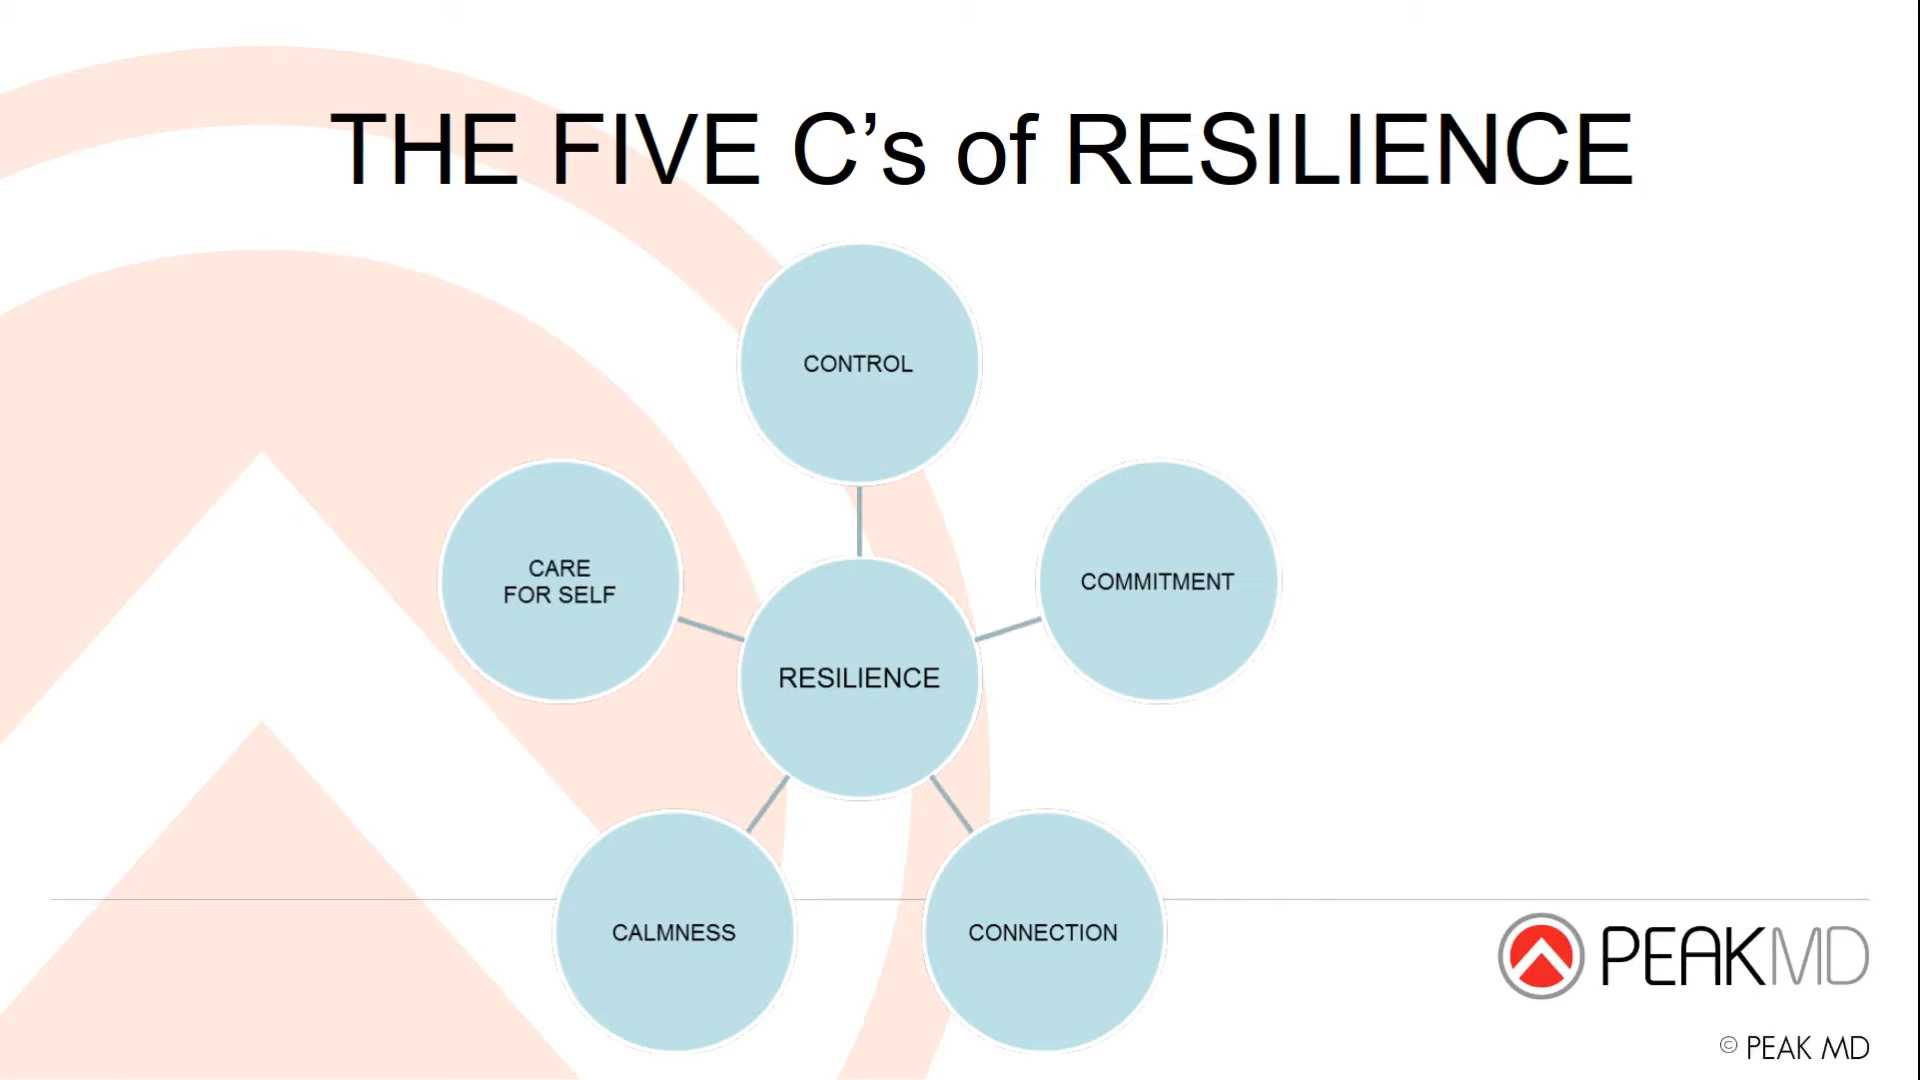 THE FIVE C’s of RESILIENCE
CONTROL
CARE
FOR SELF
COMMITMENT
RESILIENCE
CALMNESS
CONNECTION
PEAKMD
© PEAK MD